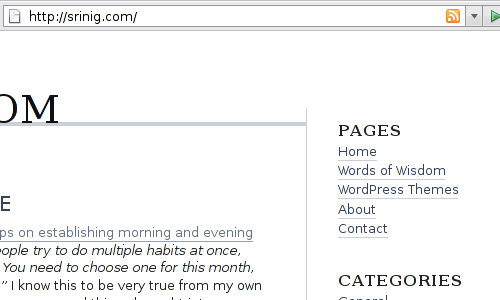 http://srinig.com/
OM
PAGES
Home
Words of Wisdom
WordPress Themes
About
Contact
E
ps on establishing morning and evening
eople try to do multiple habits at once,
You need to choose one for this month,
” I know this to be very true from my own
CATEGORIES
General